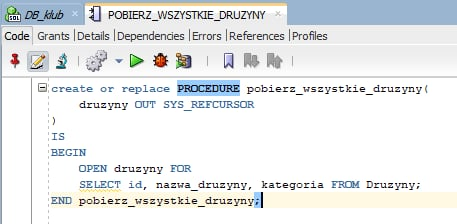 SQL DB_klub POBIERZ_WSZYSTKIE_DRUZYNY
Code Grants Details Dependencies Errors References Profiles
create or replace PROCEDURE pobierz_wszystkie_druzyny(
druzyny OUT SYS_REFCURSOR
)
IS
BEGIN
OPEN druzyny FOR
SELECT id, nazwa_druzyny, kategoria FROM Druzyny;
END pobierz_wszystkie_druzyny;